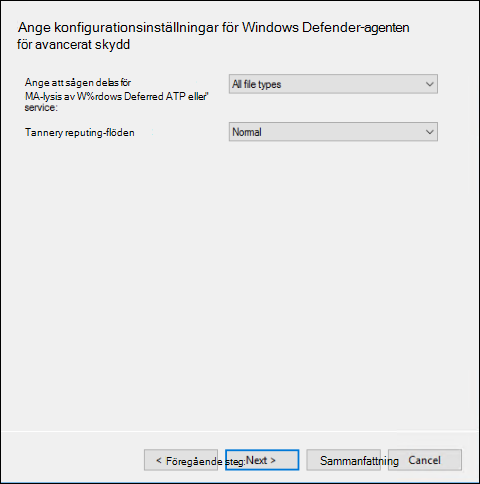 Ange konfigurationsinställningar för Windows Defender-agenten
för avancerat skydd
Ange att sågen delas för
MA-lysis av W%rdows Deferred ATP eller"
service:
All file types
Tannery reputing-flöden
Normal
< Föregående steg:
Next >
Sammanfattning
Cancel